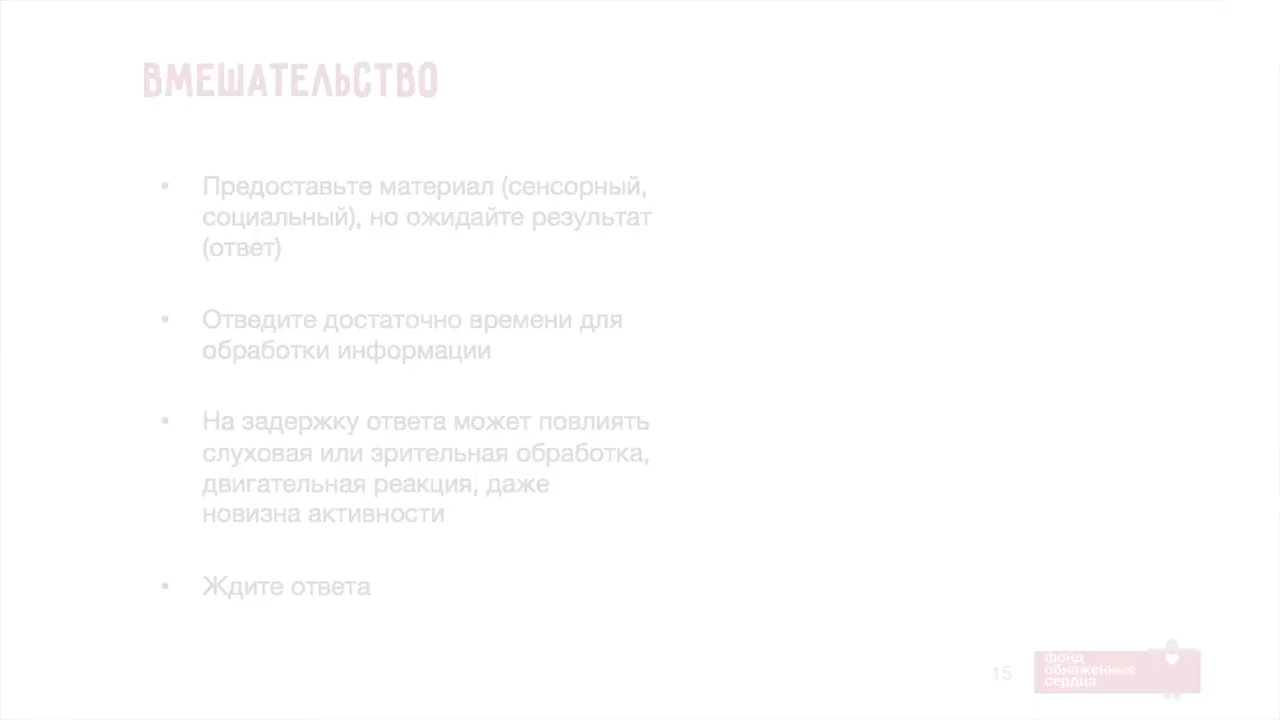 ВМЕШАТЕЛЬСТВО
• Предоставьте материал (сенсорный,
социальный), но ожидайте результат
(ответ)
• Отведите достаточно времени для
обработки информации
• На задержку ответа может повлиять
слуховая или зрительная обработка,
двигательная реакция, даже
новизна активности
• Ждите ответа
15
фонд
обнаженные
сердца